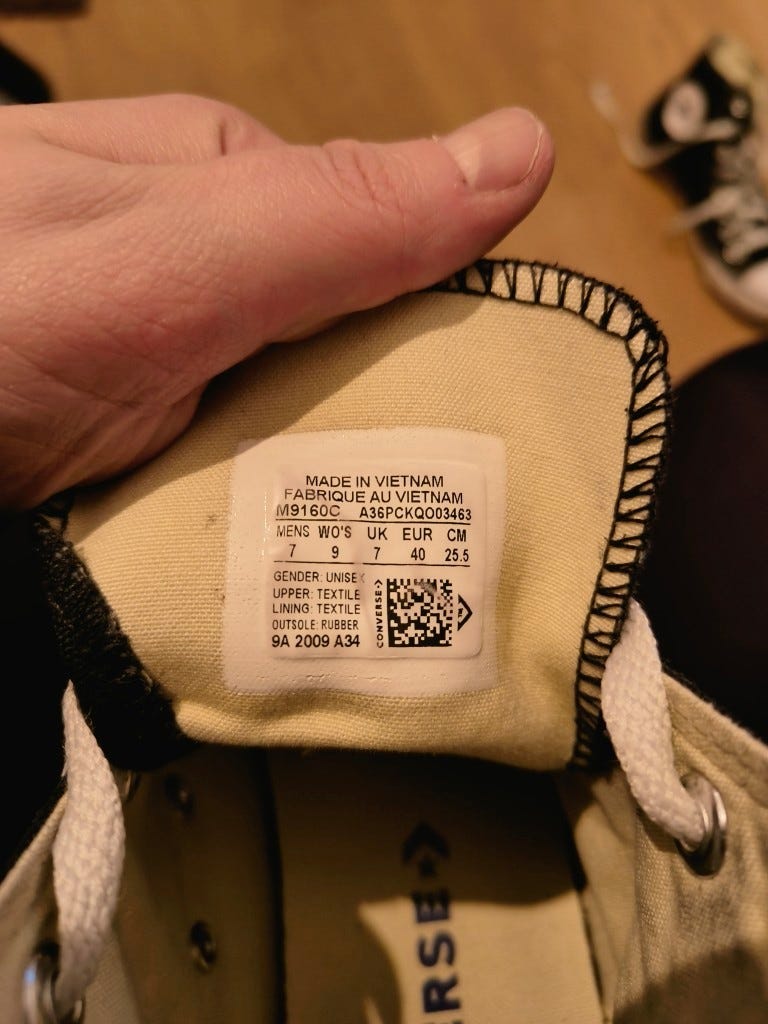 MADE IN VIETNAM
FABRIQUE AU VIETNAM
M9160C A36PCKQO03463
MENS WO'S UK EUR CM
7 9 7 40 25.5
GENDER: UNISEX
UPPER: TEXTILE
LINING: TEXTILE
OUTSOLE: RUBBER
9A 2009 A34
CONVERSE
ERSE